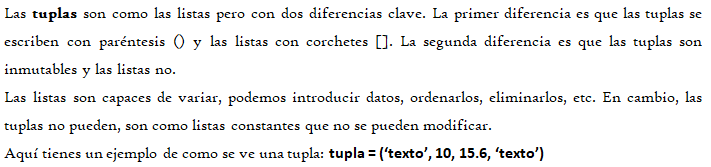 Las tuplas son como las listas pero con dos diferencias clave. La primer diferencia es que las tuplas se
escriben con paréntesis () y las listas con corchetes []. La segunda diferencia es que las tuplas son
inmutables y las listas no.
Las listas son capaces de variar, podemos introducir datos, ordenarlos, eliminarlos, etc. En cambio, las
tuplas no pueden, son como listas constantes que no se pueden modificar.
Aquí tienes un ejemplo de como se ve una tupla: tupla = (‘texto’, 10, 15.6, ‘texto’)